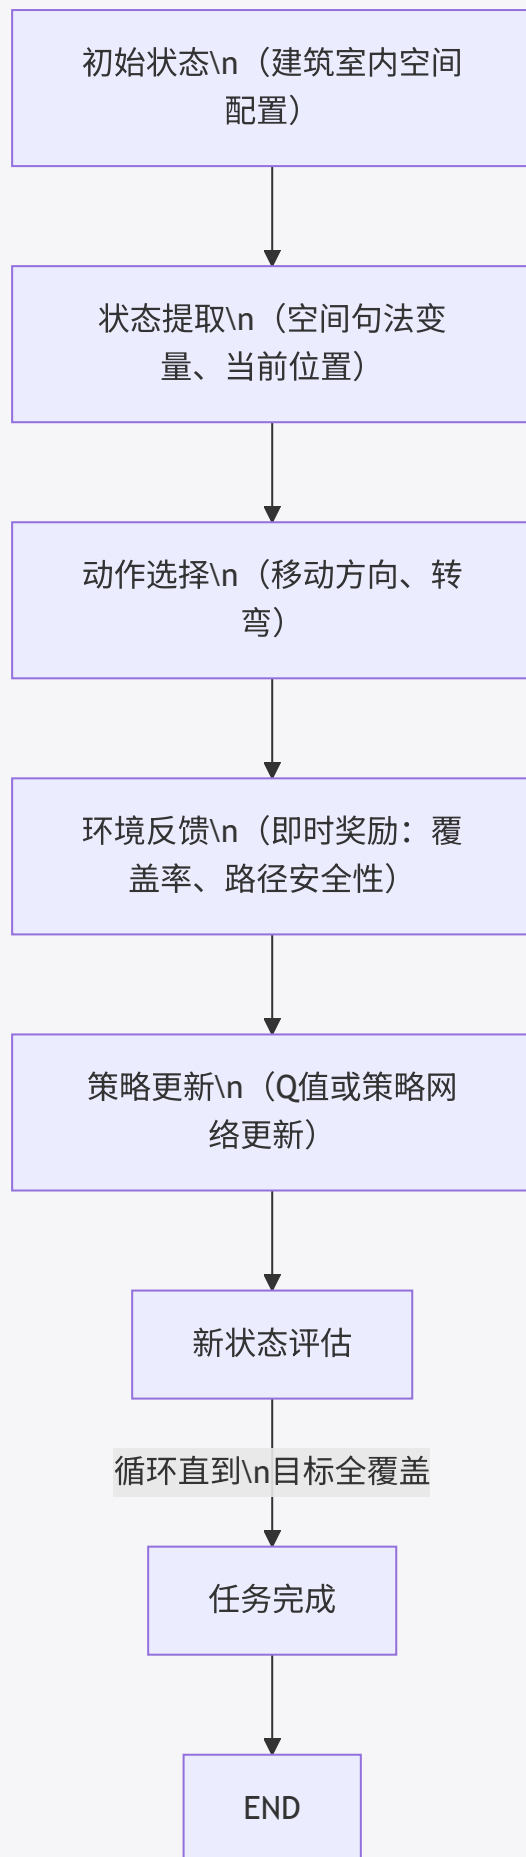 初始状态\n（建筑室内空间
配置）
状态提取\n（空间句法变
量、当前位置）
动作选择\n（移动方向、转
弯）
环境反馈\n（即时奖励：覆
盖率、路径安全性）
策略更新\n（Q值或策略网
络更新）
新状态评估
循环直到\n目标全覆盖
任务完成
END